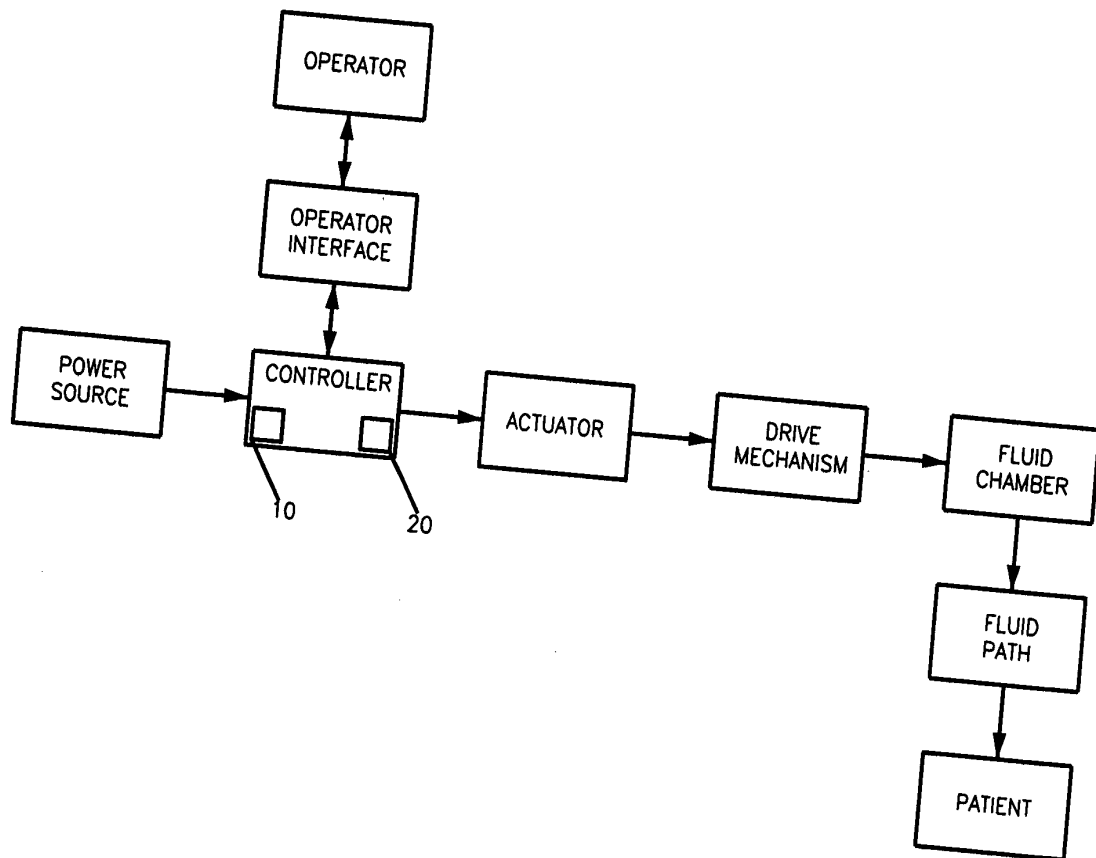 OPERATOR
OPERATOR
INTERFACE
POWER
SOURCE
CONTROLLER
10
20
ACTUATOR
DRIVE
MECHANISM
FLUID
CHAMBER
FLUID
PATH
PATIENT